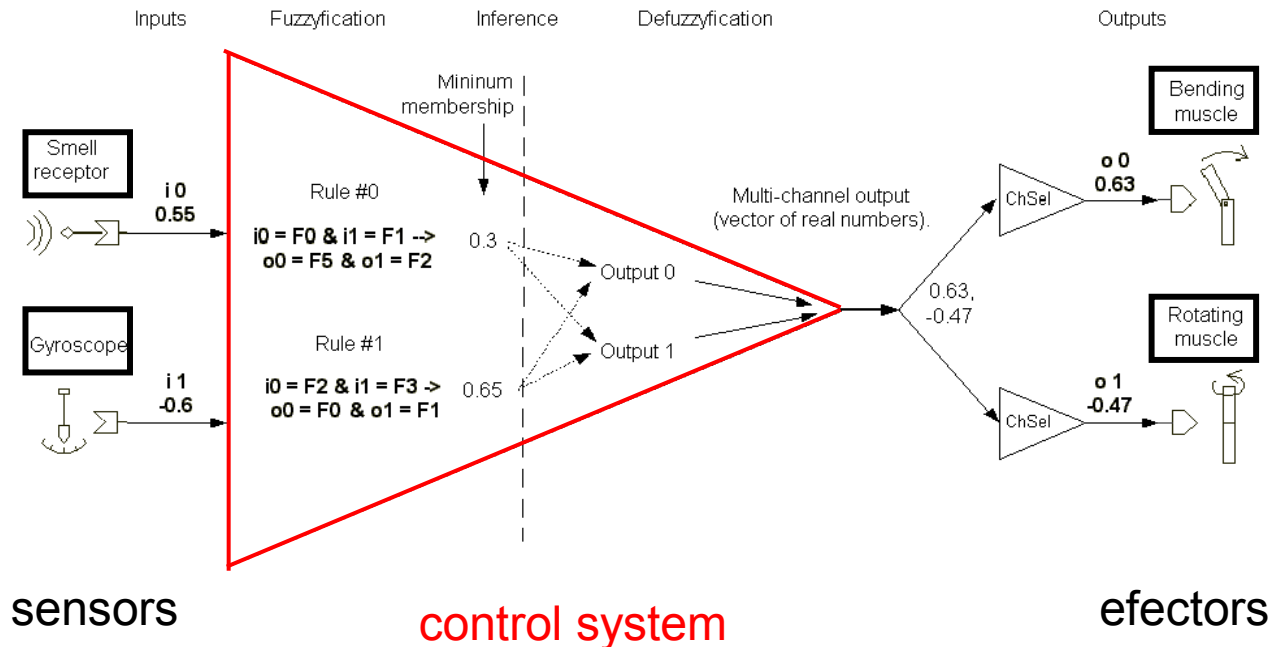 Inputs
Fuzzyfication
Inference
Defuzzyfication
Outputs
Mininum
membership
Smell
receptor
i 0
0.55
Rule #0
i0 = F0 & i1 = F1 -->
o0 = F5 & o1 = F2
0.3
Gyroscope
i 1
-0.6
Rule #1
i0 = F2 & i1 = F3 ->
o0 = F0 & o1 = F1
0.65
Output 0
Output 1
Multi-channel output
(vector of real numbers).
0.63,
-0.47
ChSel
o 0
0.63
Bending
muscle
ChSel
o 1
-0.47
Rotating
muscle
sensors
control system
efectors